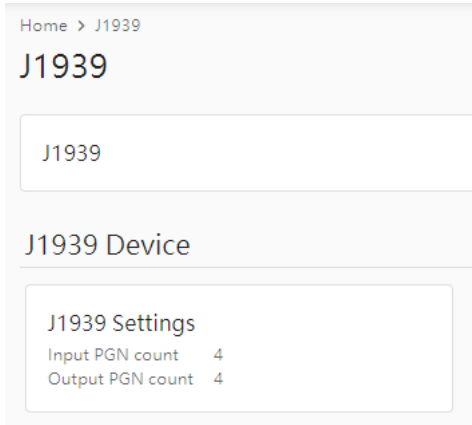 Home > J1939
J1939
J1939
J1939 Device
J1939 Settings
Input PGN count 4
Output PGN count 4